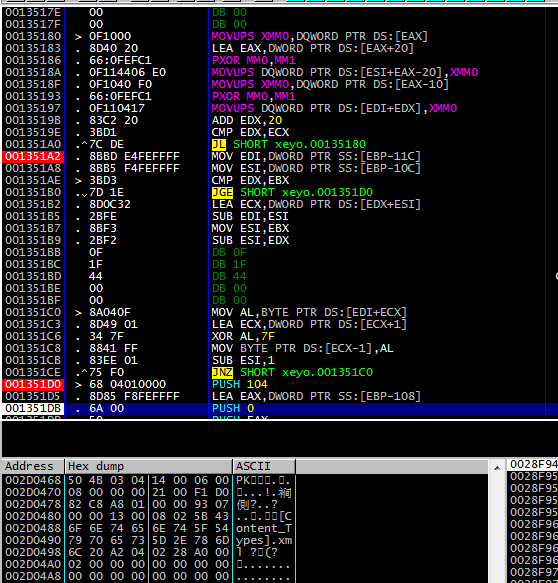 0013517E 00 DB 00
0013517F 00 DB 00
00135180 > 0F1000 MOVUPS XMM0,DQWORD PTR DS:[EAX]
00135183 . 8D40 20 LEA EAX,DWORD PTR DS:[EAX+20]
00135186 . 66:0FEFC1 PXOR MM0,MM1
0013518A . 0F114406 E0 MOVUPS DQWORD PTR DS:[ESI+EAX-20],XMM0
0013518F . 0F1040 F0 MOVUPS XMM0,DQWORD PTR DS:[EAX-10]
00135193 . 66:0FEFC1 PXOR MM0,MM1
00135197 . 0F110417 MOVUPS DQWORD PTR DS:[EDI+EDX],XMM0
0013519B . 83C2 20 ADD EDX,20
0013519E . 3BD1 CMP EDX,ECX
001351A0 .^7C DE JL SHORT xeyo.00135180
001351A2 . 8BBD E4FEFFFF MOV EDI,DWORD PTR SS:[EBP-11C]
001351A8 . 8BB5 F4FEFFFF MOV ESI,DWORD PTR SS:[EBP-10C]
001351AE > 3BD3 CMP EDX,EBX
001351B0 ..7D 1E JGE SHORT xeyo.001351D0
001351B2 . 8D0C32 LEA ECX,DWORD PTR DS:[EDX+ESI]
001351B5 . 2BFE SUB EDI,ESI
001351B7 . 8BF3 MOV ESI,EBX
001351B9 . 2BF2 SUB ESI,EDX
001351BB 0F DB 0F
001351BC 1F DB 1F
001351BD 44 DB 44
001351BE 00 DB 00
001351BF 00 DB 00
001351C0 > 8A040F MOV AL,BYTE PTR DS:[EDI+ECX]
001351C3 . 8D49 01 LEA ECX,DWORD PTR DS:[ECX+1]
001351C6 . 34 7F XOR AL,7F
001351C8 . 8841 FF MOV BYTE PTR DS:[ECX-1],AL
001351CB . 83EE 01 SUB ESI,1
001351CE .^75 F0 JNZ SHORT xeyo.001351C0
001351D0 > 68 04010000 PUSH 104
001351D5 . 8D85 F8FEFFFF LEA EAX,DWORD PTR SS:[EBP-108]
001351DB . 6A 00 PUSH 0
Address Hex dump ASCII
002D0468 50 4B 03 04 14 00 06 00 PK
002D0470 08 00 00 00 21 00 F1 D0
002D0478 82 C8 A8 01 00 00 93 07
002D0480 00 00 13 00 08 02 5B 43 [C
002D0488 6F 6E 74 65 6E 74 5F 54 ontent_T
002D0490 79 70 65 73 5D 2E 78 6D ypes].xm
002D0498 6C 20 A2 04 02 28 A0 00
002D04A0 02 00 00 00 00 00 00 00 ........
002D04A8 00 00 00 00 00 00 00 00 ........
0028F94
0028F95
0028F95
0028F95
0028F95
0028F96
0028F96
0028F96
0028F96
0028F97